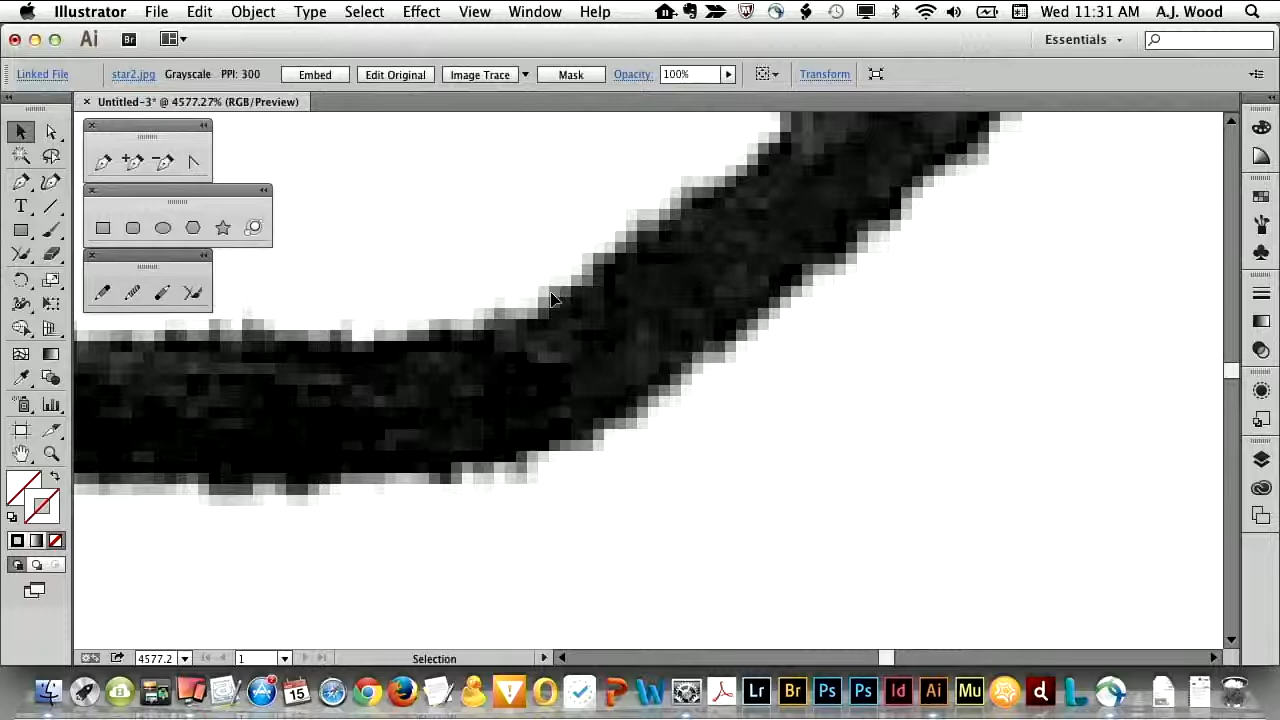 Illustrator File Edit Object Type Select Effect View Window Help Wed 11:31 AM A.J. Wood
Ai Br Essentials
Linked File star2.jpg Grayscale PPI: 300 Embed Edit Original Image Trace Mask Opacity: 100% Transform
Untitled-3* @ 4577.27% (RGB/Preview)
T
4577.2 1 Selection
15 Lr Br Ps Ps Id Ai Mu